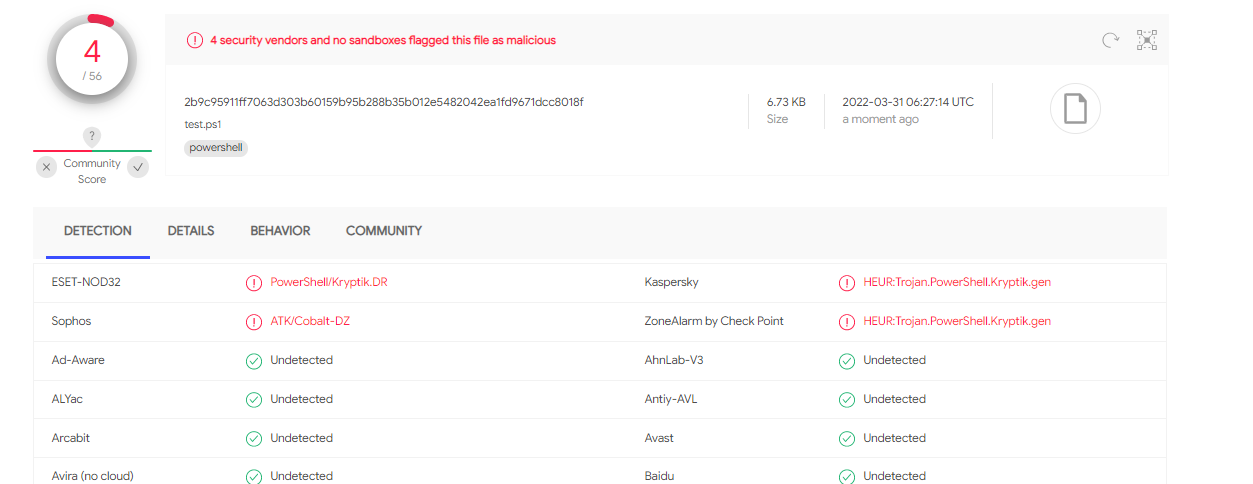 4
/ 56
?
Community
Score
4 security vendors and no sandboxes flagged this file as malicious
2b9c95911ff7063d303b60159b95b288b35b012e5482042ea1fd9671dcc8018f
test.ps1
powershell
6.73 KB
Size
2022-03-31 06:27:14 UTC
a moment ago
DETECTION DETAILS BEHAVIOR COMMUNITY
ESET-NOD32 PowerShell/Kryptik.DR Kaspersky HEUR:Trojan.PowerShell.Kryptik.gen
Sophos ATK/Cobalt-DZ ZoneAlarm by Check Point HEUR:Trojan.PowerShell.Kryptik.gen
Ad-Aware Undetected AhnLab-V3 Undetected
ALYac Undetected Antiy-AVL Undetected
Arcabit Undetected Avast Undetected
Avira (no cloud) Undetected Baidu Undetected